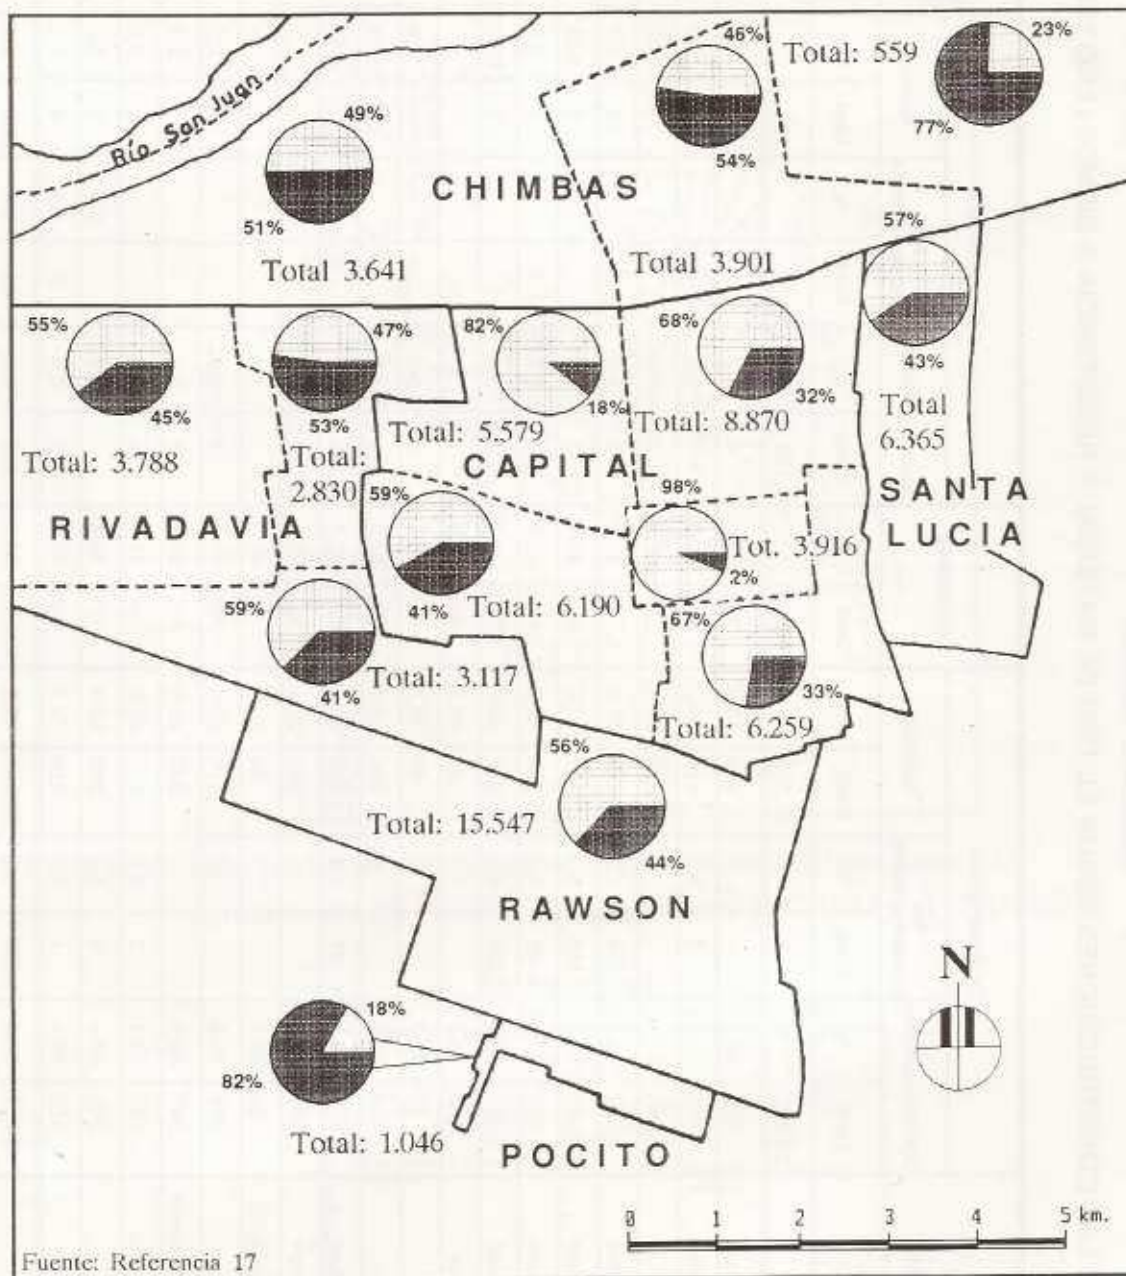 46%
Total: 559
23%
77%
54%
Río San Juan
49%
CHIMBAS
51%
Total 3.641
Total 3.901
57%
55%
47%
82%
68%
43%
45%
53%
18%
32%
Total: 3.788
Total:
2.830
Total: 5.579
Total: 8.870
Total
6.365
CAPITAL
RIVADAVIA
SANTA
LUCIA
59%
98%
Tot. 3.916
2%
41%
Total: 6.190
59%
67%
41%
Total: 3.117
33%
Total: 6.259
56%
Total: 15.547
44%
RAWSON
N
18%
82%
Total: 1.046
POCITO
0 1 2 3 4 5 km.
Fuente: Referencia 17